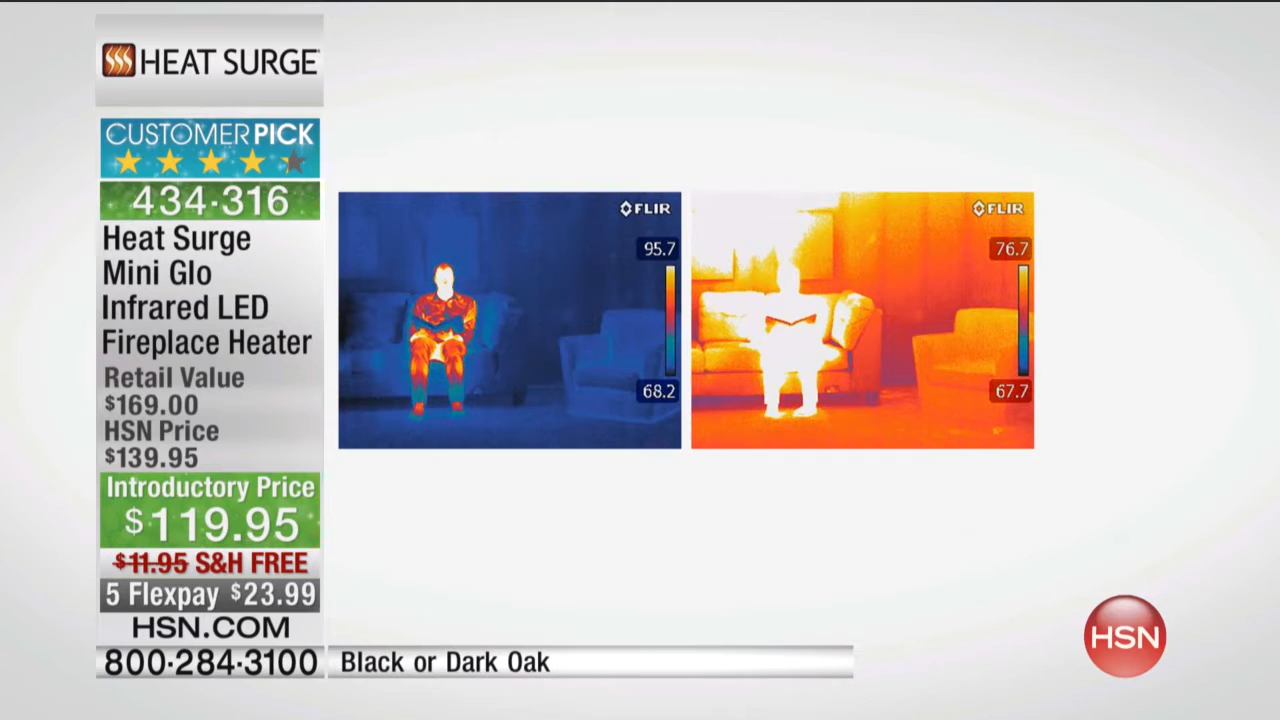 HEAT SURGE
CUSTOMER PICK
434·316
Heat Surge
Mini Glo
Infrared LED
Fireplace Heater
Retail Value
$169.00
HSN Price
$139.95
Introductory Price
$119.95
$11.95 S&H FREE
5 Flexpay $23.99
HSN.COM
800·284·3100
Black or Dark Oak
FLIR
95.7
68.2
FLIR
76.7
67.7
HSN